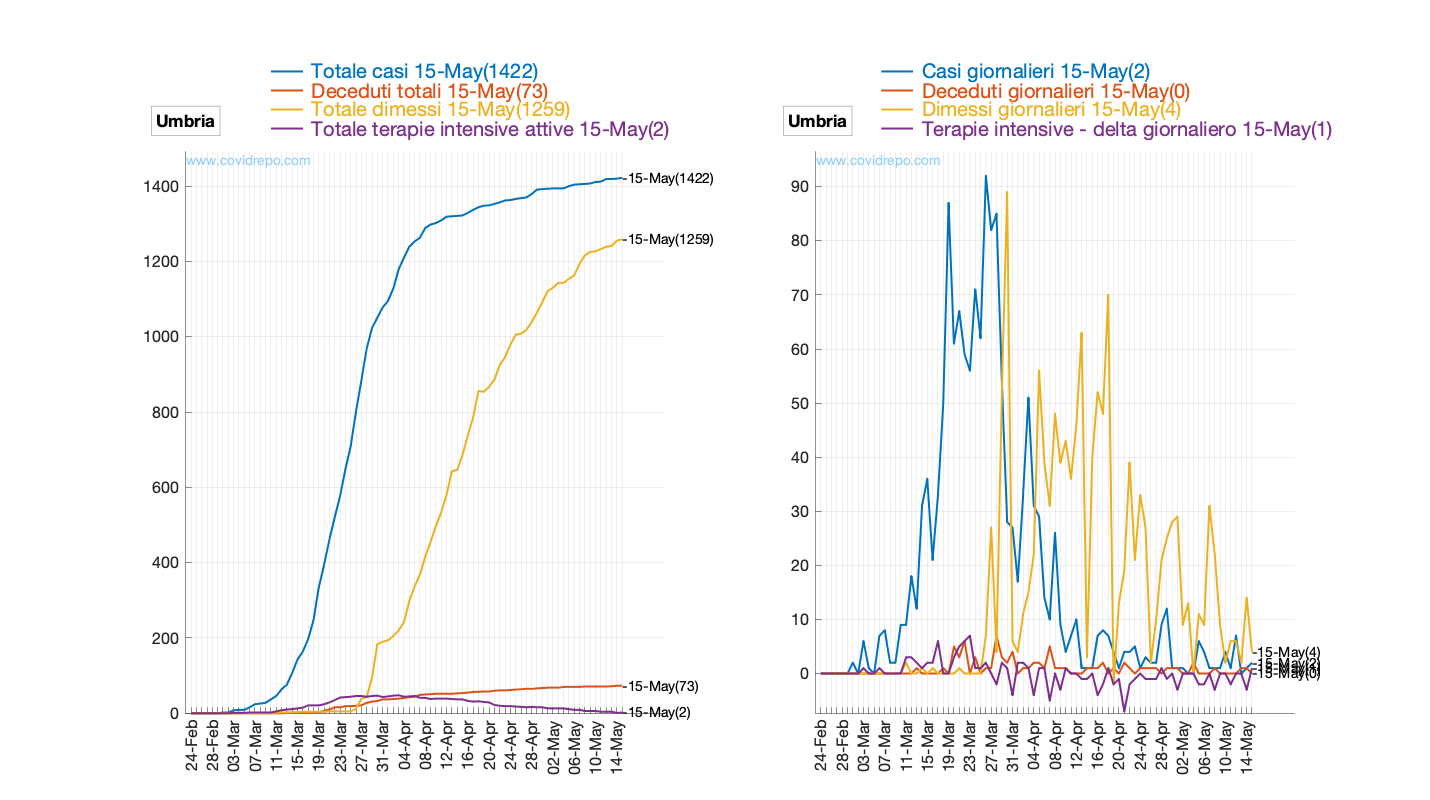 Totale casi 15-May(1422)
Deceduti totali 15-May(73)
Totale dimessi 15-May(1259)
Totale terapie intensive attive 15-May(2)
Umbria
www.covidrepo.com
1400
1200
1000
800
600
400
200
0
-15-May(1422)
-15-May(1259)
-15-May(73)
-15-May(2)
24-Feb
28-Feb
03-Mar
07-Mar
11-Mar
15-Mar
19-Mar
23-Mar
27-Mar
31-Mar
04-Apr
08-Apr
12-Apr
16-Apr
20-Apr
24-Apr
28-Apr
02-May
06-May
10-May
14-May
Casi giornalieri 15-May(2)
Deceduti giornalieri 15-May(0)
Dimessi giornalieri 15-May(4)
Terapie intensive - delta giornaliero 15-May(1)
Umbria
www.covidrepo.com
90
80
70
60
50
40
30
20
10
0
-15-May(4)
-15-May(2)
-15-May(0)
24-Feb
28-Feb
03-Mar
07-Mar
11-Mar
15-Mar
19-Mar
23-Mar
27-Mar
31-Mar
04-Apr
08-Apr
12-Apr
16-Apr
20-Apr
24-Apr
28-Apr
02-May
06-May
10-May
14-May